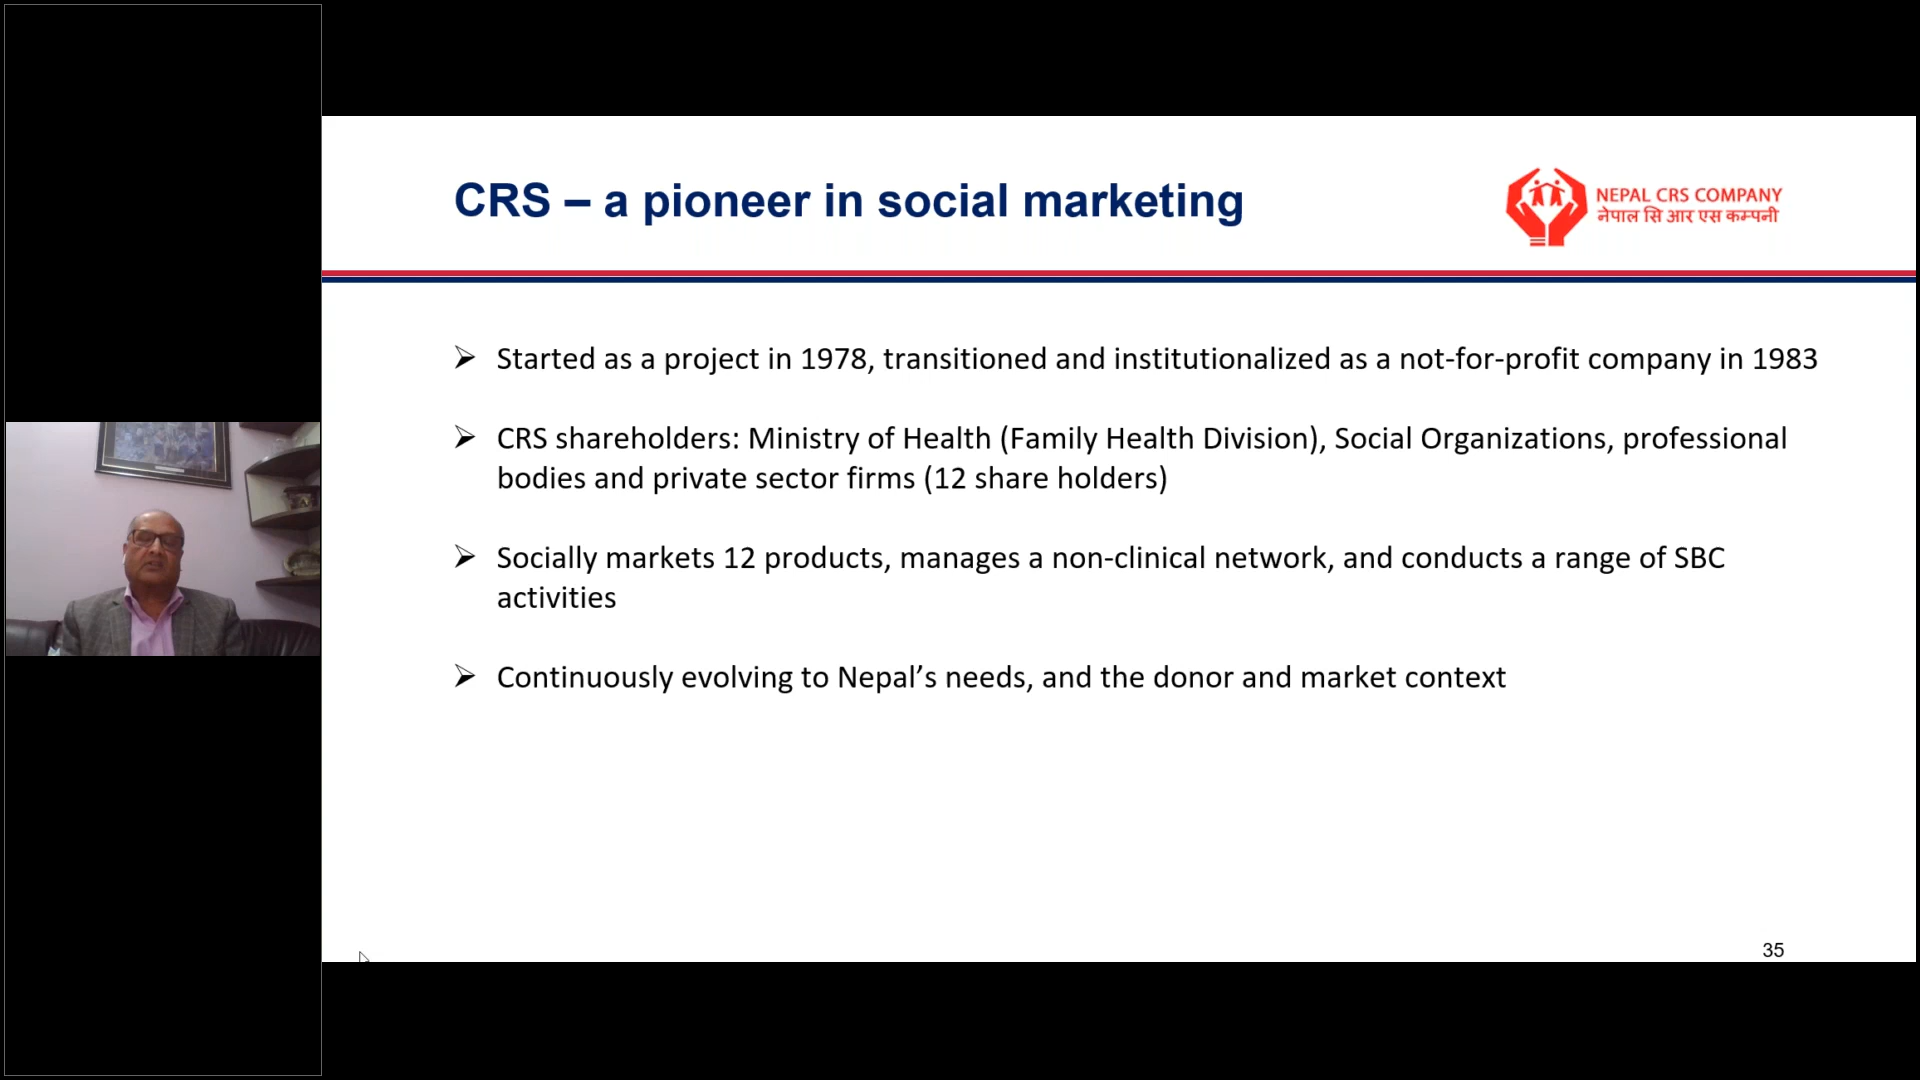 CRS – a pioneer in social marketing
NEPAL CRS COMPANY
नेपाल सि आर एस कम्पनी
➢ Started as a project in 1978, transitioned and institutionalized as a not-for-profit company in 1983
➢ CRS shareholders: Ministry of Health (Family Health Division), Social Organizations, professional
bodies and private sector firms (12 share holders)
➢ Socially markets 12 products, manages a non-clinical network, and conducts a range of SBC
activities
➢ Continuously evolving to Nepal’s needs, and the donor and market context
35